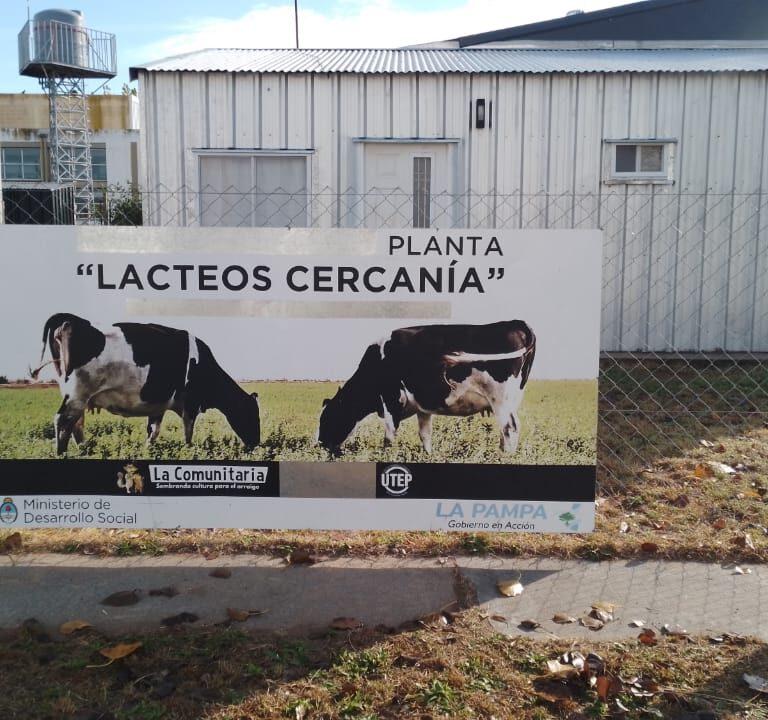 PLANTA
“LACTEOS CERCANÍA”
La Comunitaria
Sembrando cultura para el arraigo
UTEP
Ministerio de
Desarrollo Social
LA PAMPA
Gobierno en Acción